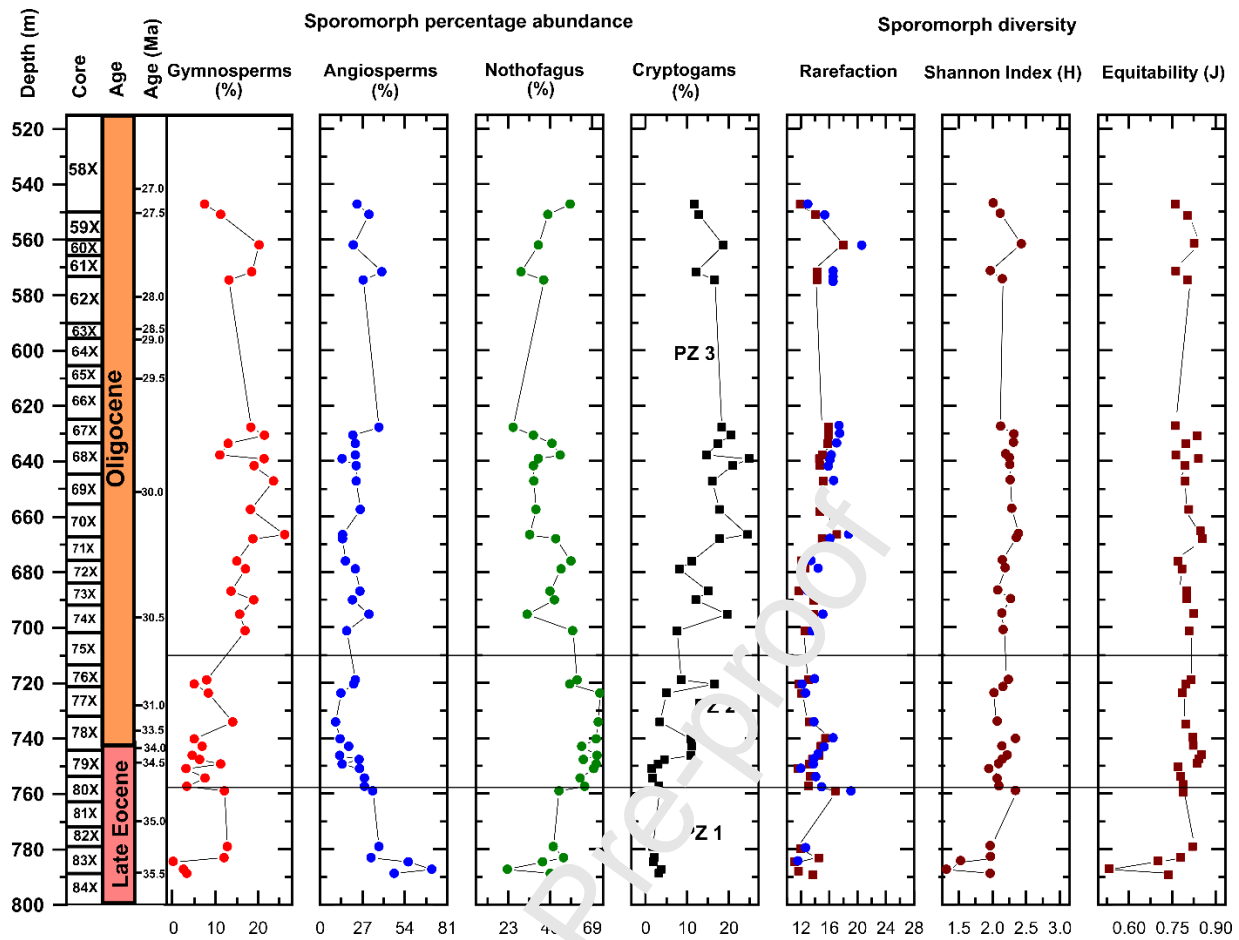 Sporomorph percentage abundance
Sporomorph diversity
Depth (m)
Core
Age
Age (Ma)
Gymnosperms
(%)
Angiosperms
(%)
Nothofagus
(%)
Cryptogams
(%)
Rarefaction
Shannon Index (H)
Equitability (J)
520
540
560
580
600
620
640
660
680
700
720
740
760
780
800
58X
59X
60X
61X
62X
63X
64X
65X
66X
67X
68X
69X
70X
71X
72X
73X
74X
75X
76X
77X
78X
79X
80X
81X
82X
83X
84X
Oligocene
Late Eocene
27.0
27.5
28.0
28.5
29.0
29.5
30.0
30.5
31.0
33.5
34.0
34.5
35.0
35.5
PZ 3
PZ 2
PZ 1
Pre-proof
0 10 20
0 27 54 81
23 46 69
0 10 20
12 16 20 24 28
1.5 2.0 2.5 3.0
0.60 0.75 0.90